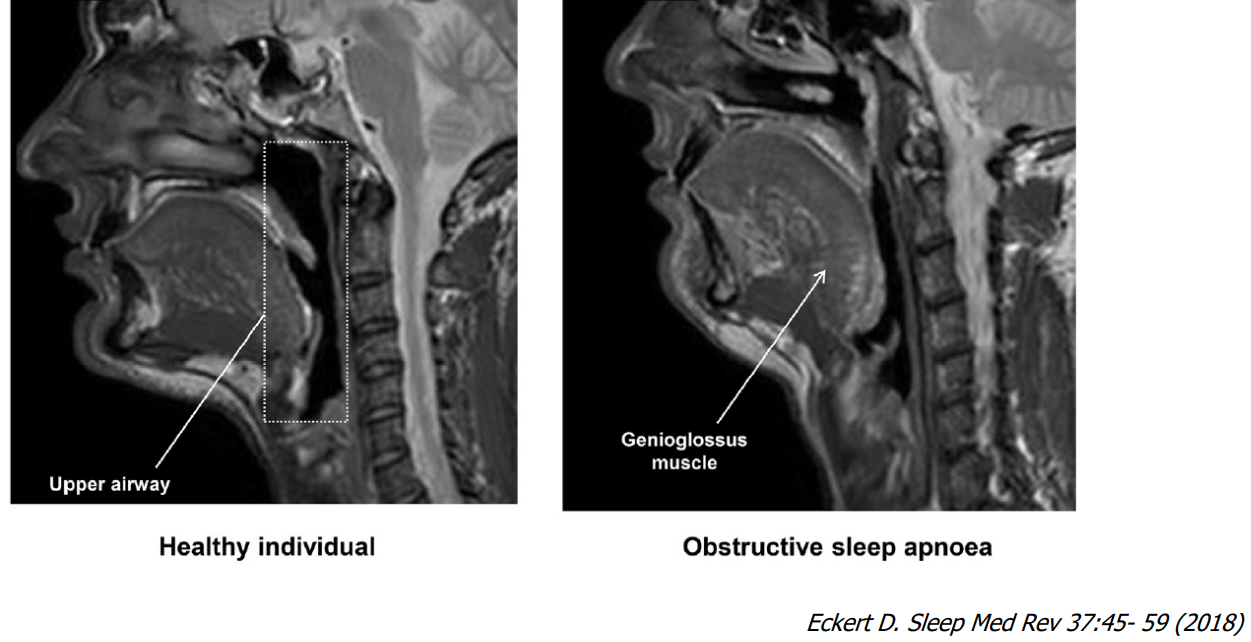 Upper airway
Genioglossus
muscle
Healthy individual
Obstructive sleep apnoea
Eckert D. Sleep Med Rev 37:45- 59 (2018)